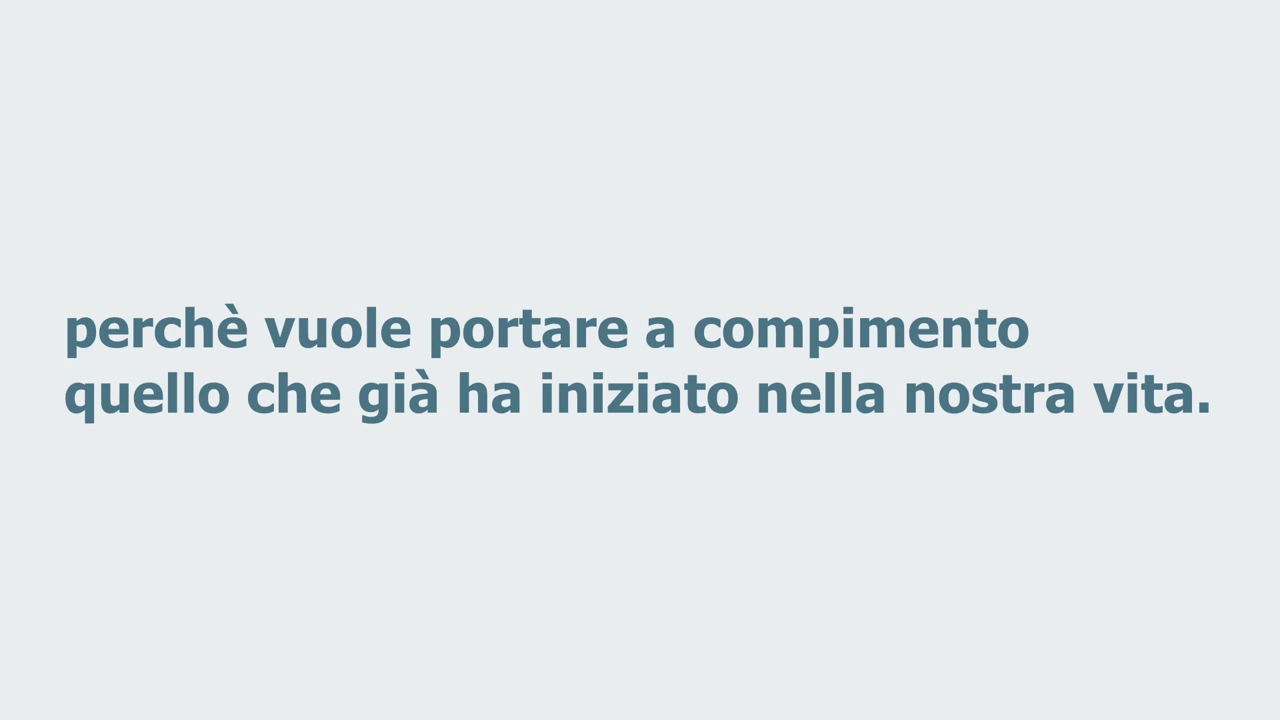 perchè vuole portare a compimento
quello che già ha iniziato nella nostra vita.